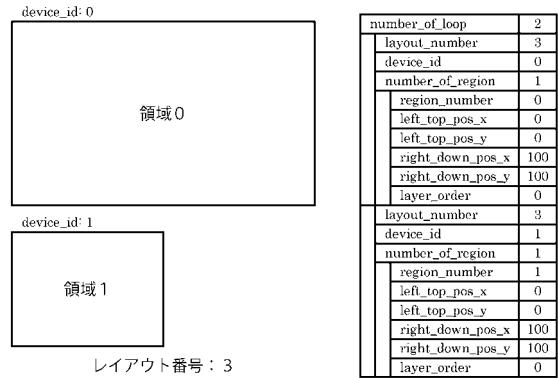 device_id: 0
領域0
device_id: 1
領域1
レイアウト番号：3
number_of_loop 2
layout_number 3
device_id 0
number_of_region 1
region_number 0
left_top_pos_x 0
left_top_pos_y 0
right_down_pos_x 100
right_down_pos_y 100
layer_order 0
layout_number 3
device_id 1
number_of_region 1
region_number 1
left_top_pos_x 0
left_top_pos_y 0
right_down_pos_x 100
right_down_pos_y 100
layer_order 0